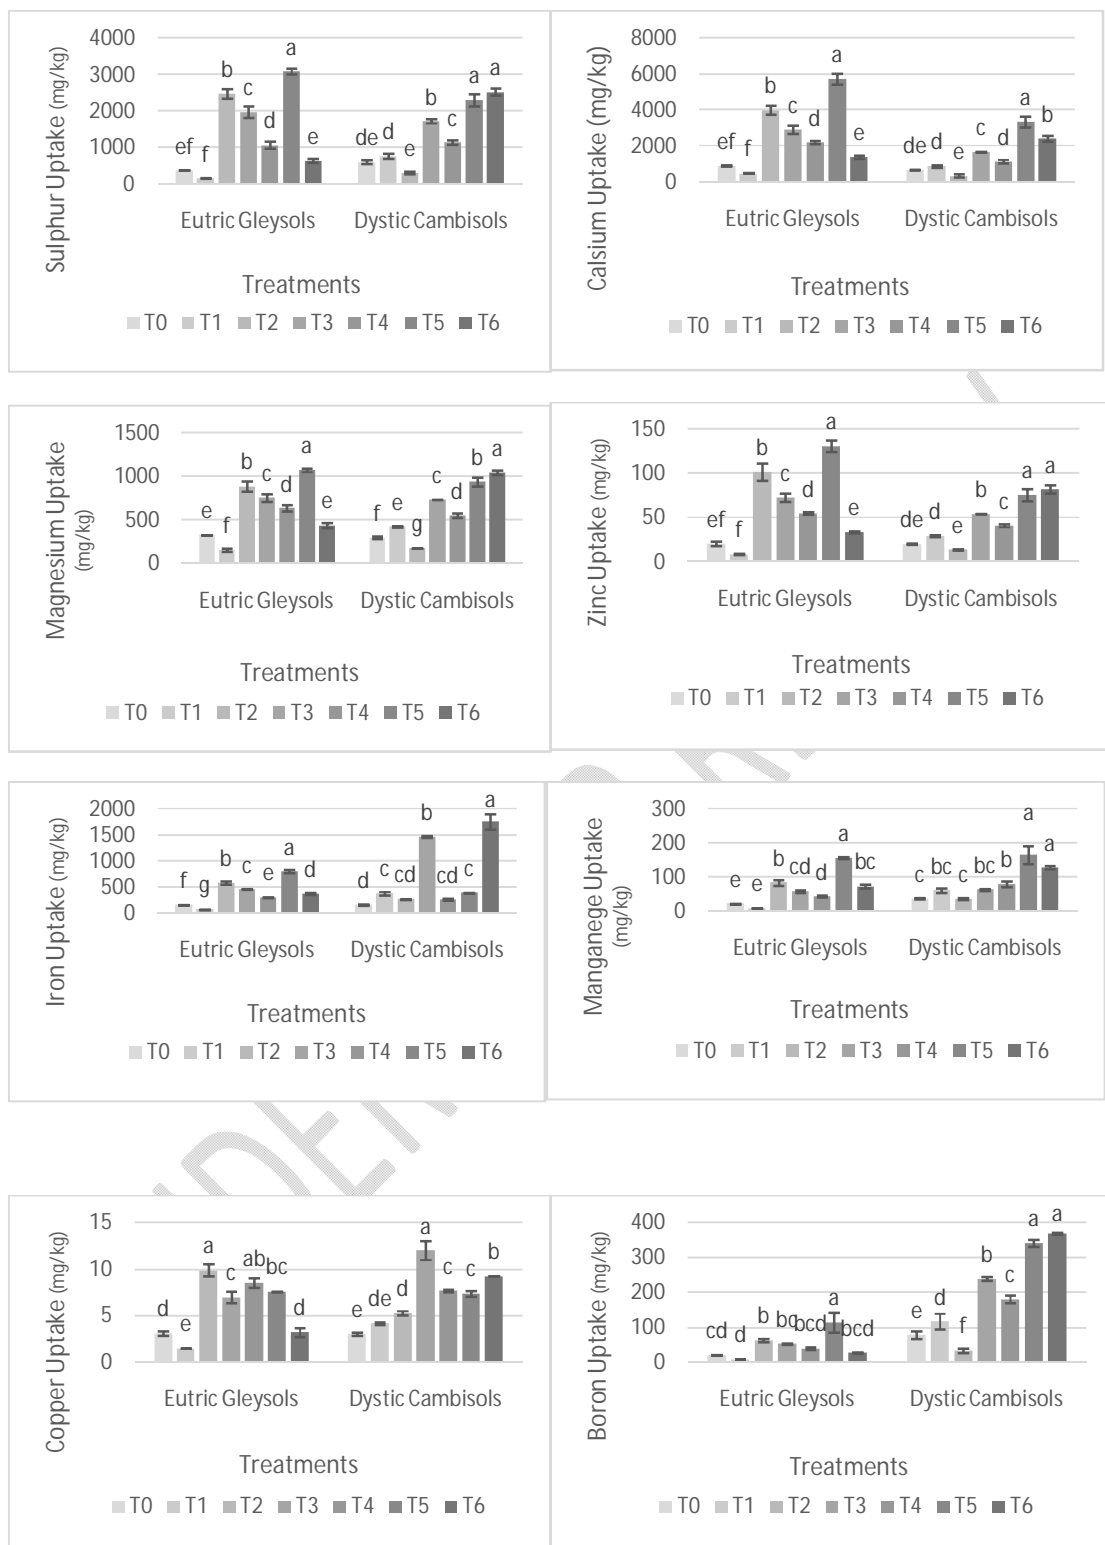 Sulphur Uptake (mg/kg)
4000
3000
2000
1000
0
ef f b c d a e
de d e b c a a
Eutric Gleysols Dystic Cambisols
Treatments
T0 T1 T2 T3 T4 T5 T6
Calsium Uptake (mg/kg)
8000
6000
4000
2000
0
ef f b c d a e
de d e c d a b
Eutric Gleysols Dystic Cambisols
Treatments
T0 T1 T2 T3 T4 T5 T6
Magnesium Uptake
(mg/kg)
1500
1000
500
0
e f b c d a e
f e g c d b a
Eutric Gleysols Dystic Cambisols
Treatments
T0 T1 T2 T3 T4 T5 T6
Zinc Uptake (mg/kg)
150
100
50
0
ef f b c d a e
de d e b c a a
Eutric Gleysols Dystic Cambisols
Treatments
T0 T1 T2 T3 T4 T5 T6
Iron Uptake (mg/kg)
2000
1500
1000
500
0
f g b c e a d
d c cd b cd c a
Eutric Gleysols Dystic Cambisols
Treatments
T0 T1 T2 T3 T4 T5 T6
Manganege Uptake
(mg/kg)
300
200
100
0
e e b cd d a bc
c bc c bc b a a
Eutric Gleysols Dystic Cambisols
Treatments
T0 T1 T2 T3 T4 T5 T6
Copper Uptake (mg/kg)
15
10
5
0
d e a c ab bc d
e de d a c c b
Eutric Gleysols Dystic Cambisols
Treatments
T0 T1 T2 T3 T4 T5 T6
Boron Uptake (mg/kg)
400
300
200
100
0
cd d b bc bcd a bcd
e d f b c a a
Eutric Gleysols Dystic Cambisols
Treatments
T0 T1 T2 T3 T4 T5 T6